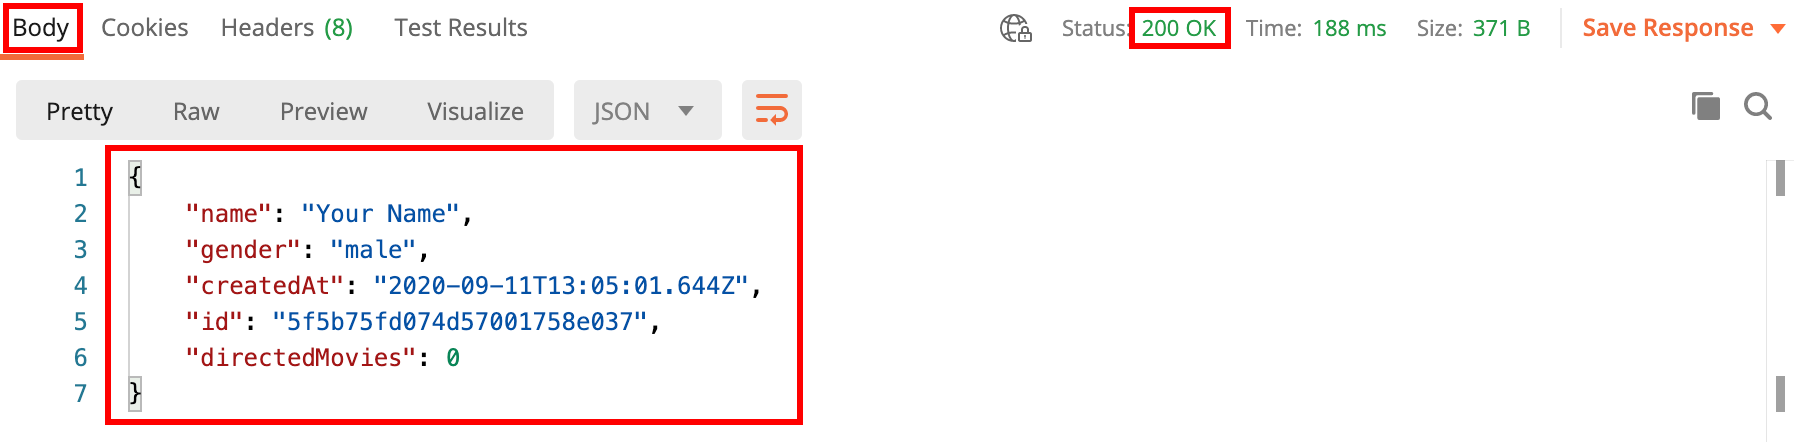 Body Cookies Headers (8) Test Results Status: 200 OK Time: 188 ms Size: 371 B Save Response
Pretty Raw Preview Visualize JSON
1 {
2 "name": "Your Name",
3 "gender": "male",
4 "createdAt": "2020-09-11T13:05:01.644Z",
5 "id": "5f5b75fd074d57001758e037",
6 "directedMovies": 0
7 }